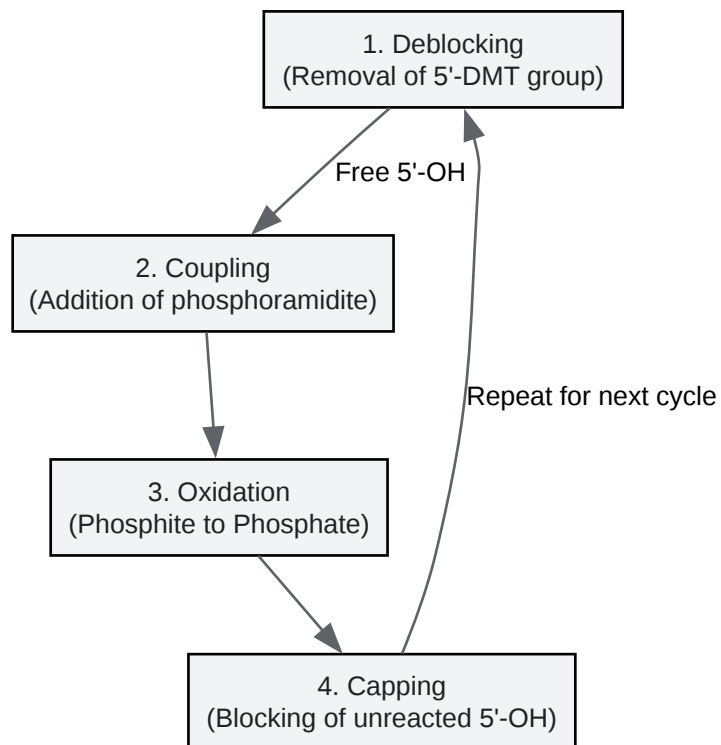 1. Deblocking
(Removal of 5'-DMT group)
Free 5'-OH
2. Coupling
(Addition of phosphoramidite)
Repeat for next cycle
3. Oxidation
(Phosphite to Phosphate)
4. Capping
(Blocking of unreacted 5'-OH)